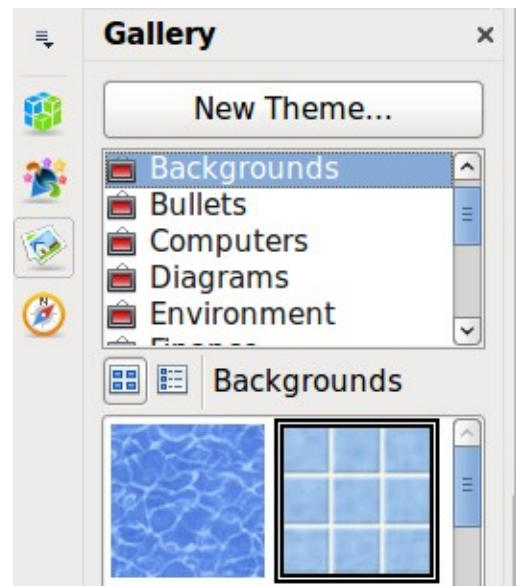 Gallery
New Theme...
Backgrounds
Bullets
Computers
Diagrams
Environment
Backgrounds